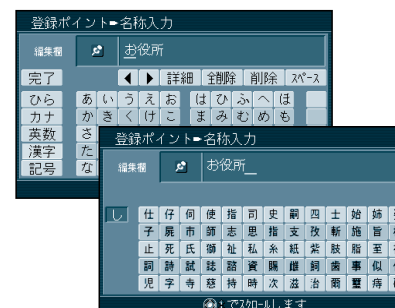 登録ポイント➨名称入力
編集欄 お役所
完了 ◀ ▶ 詳細 全削除 削除 スペース
ひら あ い う え お は ひ ふ へ ほ
カナ か き く け こ ま み む め も
英数 さ
漢字 た
記号 な
登録ポイント➨名称入力
編集欄 お役所_
し 仕 仔 伺 使 指 司 史 嗣 四 士 始 姉
子 屍 市 師 志 思 指 支 孜 斬 施 旨
止 死 氏 獅 祉 私 糸 紙 紫 肢 脂 至
詞 詩 試 誌 諮 資 賜 雌 飼 歯 事 似
児 字 寺 慈 持 時 次 滋 治 爾 璽 痔
:でスクロールします